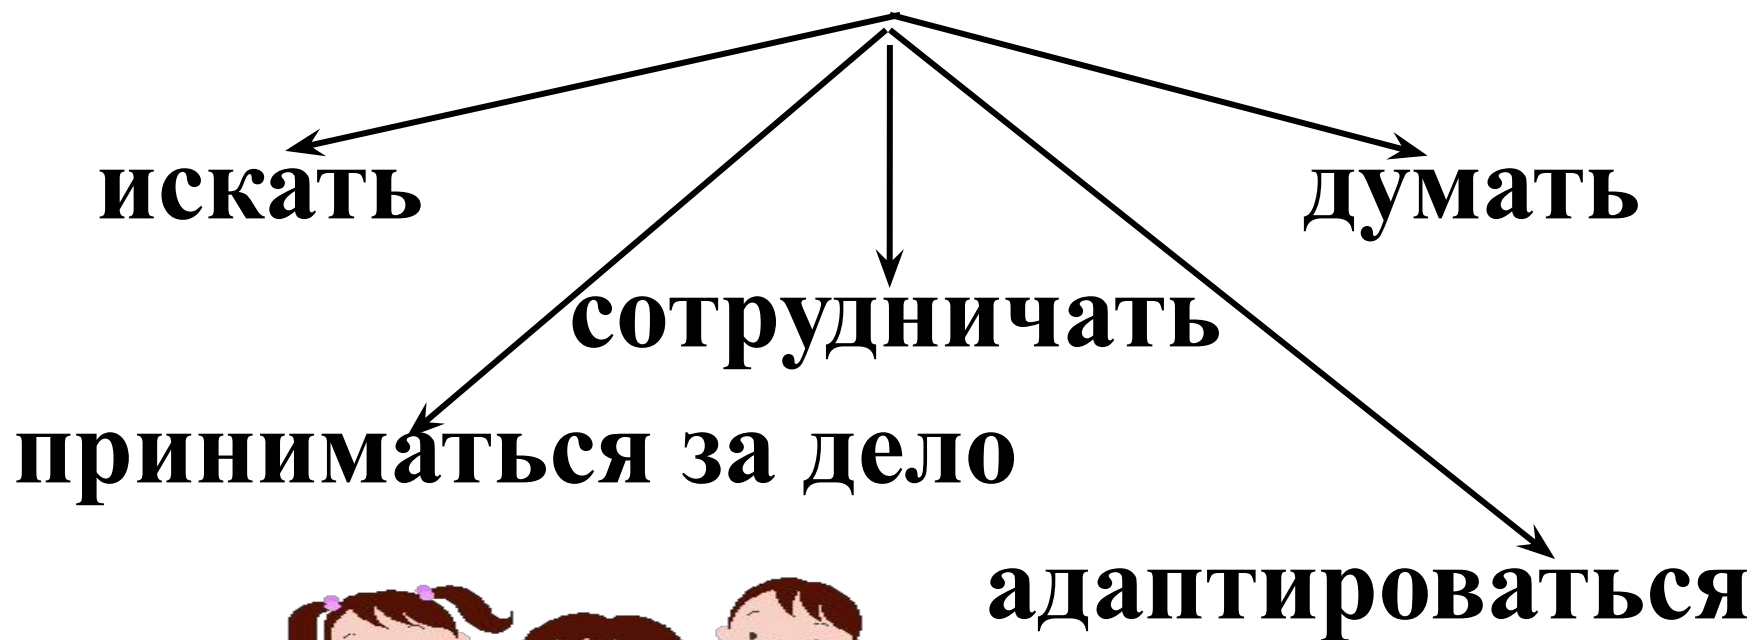 искать
думать
сотрудничать
приниматься за дело
адаптироваться